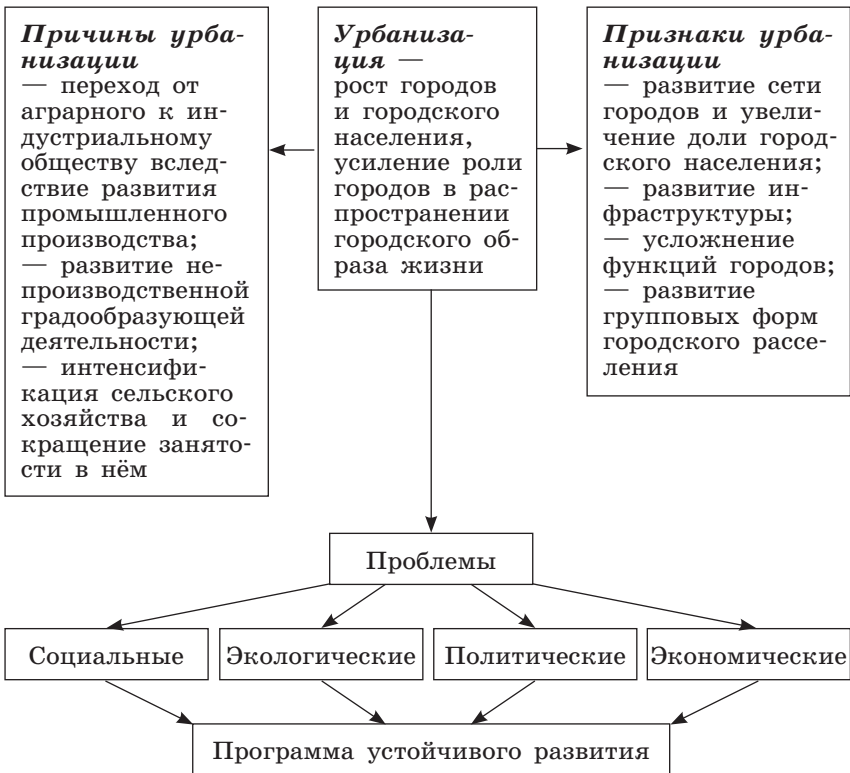 Причины урба-
низации
— переход от
аграрного к ин-
дустриальному
обществу вслед-
ствие развития
промышленного
производства;
— развитие не-
производственной
градообразующей
деятельности;
— интенсифи-
кация сельского
хозяйства и со-
кращение занято-
сти в нём
Урбаниза-
ция —
рост городов
и городского
населения,
усиление роли
городов в рас-
пространении
городского об-
раза жизни
Признаки урба-
низации
— развитие сети
городов и увели-
чение доли город-
ского населения;
— развитие ин-
фраструктуры;
— усложнение
функций городов;
— развитие
групповых форм
городского рассе-
ления
Проблемы
Социальные
Экологические
Политические
Экономические
Программа устойчивого развития